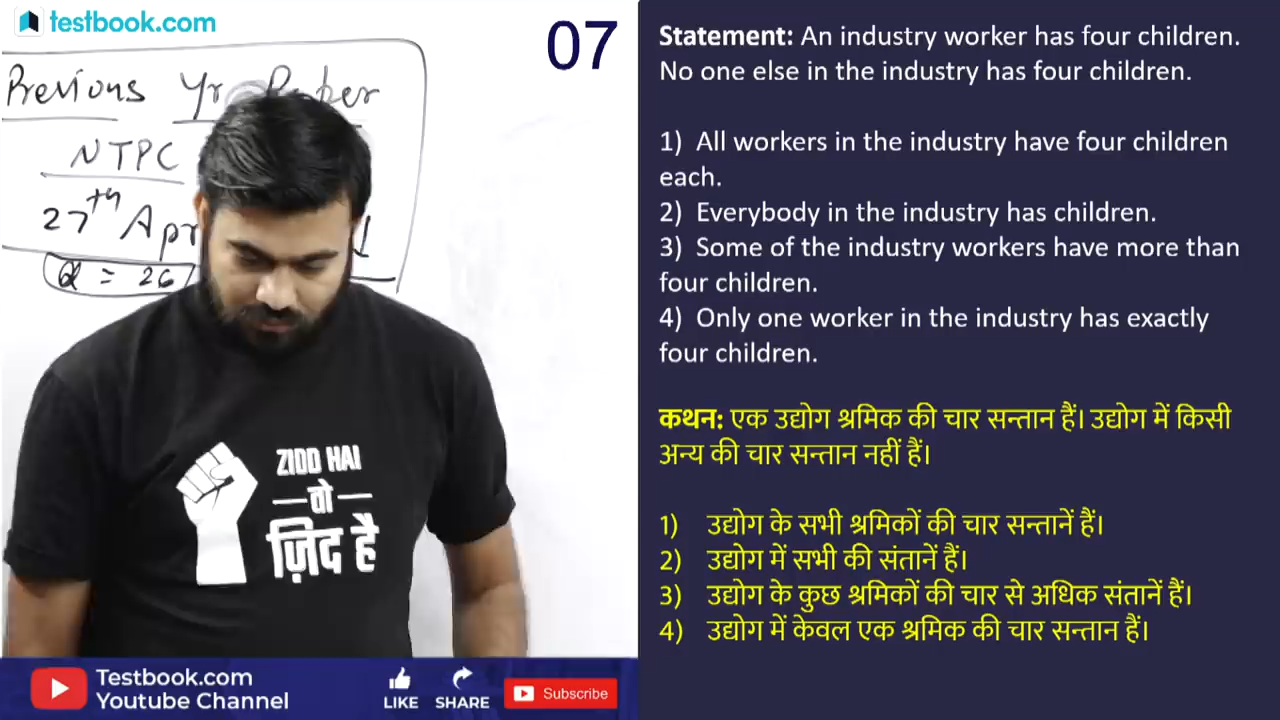 testbook.com
Previous Yr Paper
NTPC
27th Apr
Q = 26
07
Statement: An industry worker has four children.
No one else in the industry has four children.
1) All workers in the industry have four children
each.
2) Everybody in the industry has children.
3) Some of the industry workers have more than
four children.
4) Only one worker in the industry has exactly
four children.
कथन: एक उद्योग श्रमिक की चार सन्तान हैं। उद्योग में किसी
अन्य की चार सन्तान नहीं हैं।
1) उद्योग के सभी श्रमिकों की चार सन्तानें हैं।
2) उद्योग में सभी की संतानें हैं।
3) उद्योग के कुछ श्रमिकों की चार से अधिक संतानें हैं।
4) उद्योग में केवल एक श्रमिक की चार सन्तान हैं।
ZIDD HAI
वो
ज़िद है
Testbook.com
Youtube Channel
LIKE
SHARE
Subscribe